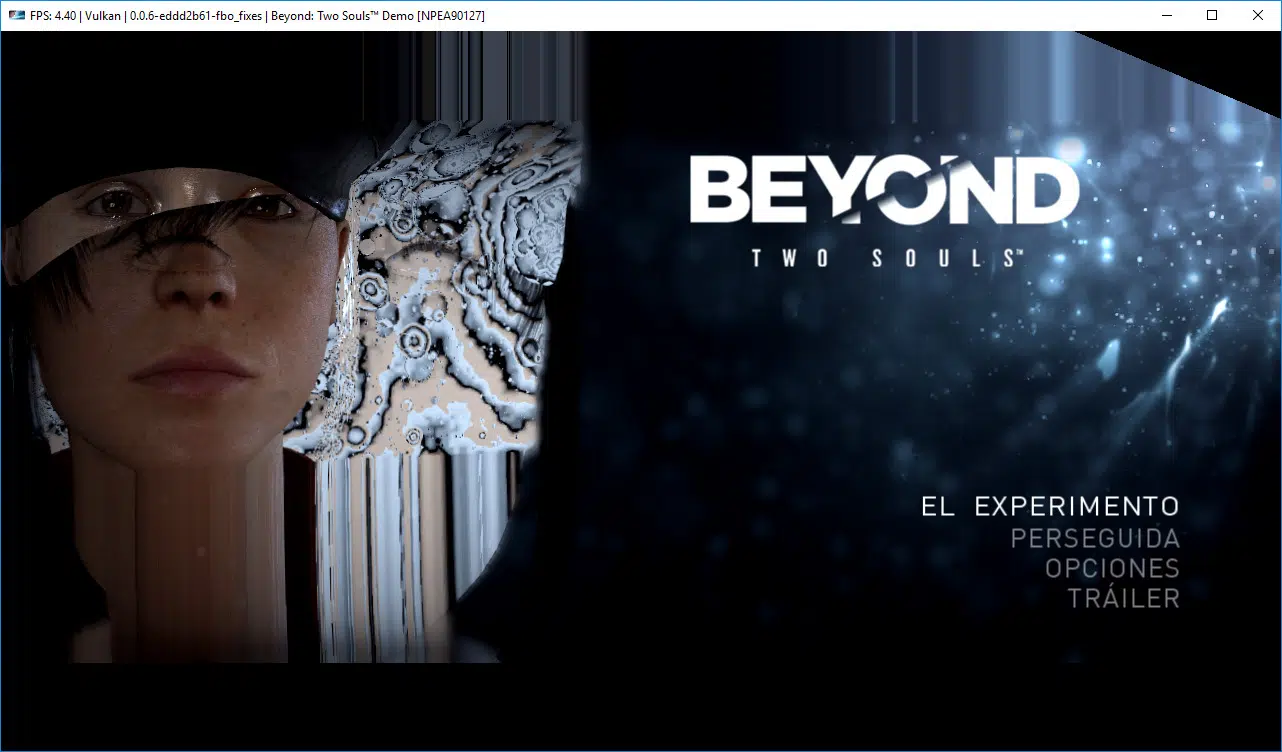 FPS: 4.40 | Vulkan | 0.0.6-eddd2b61-fbo_fixes | Beyond: Two Souls™ Demo [NPEA90127]
BEYOND
TWO SOULS™
EL EXPERIMENTO
PERSEGUIDA
OPCIONES
TRÁILER